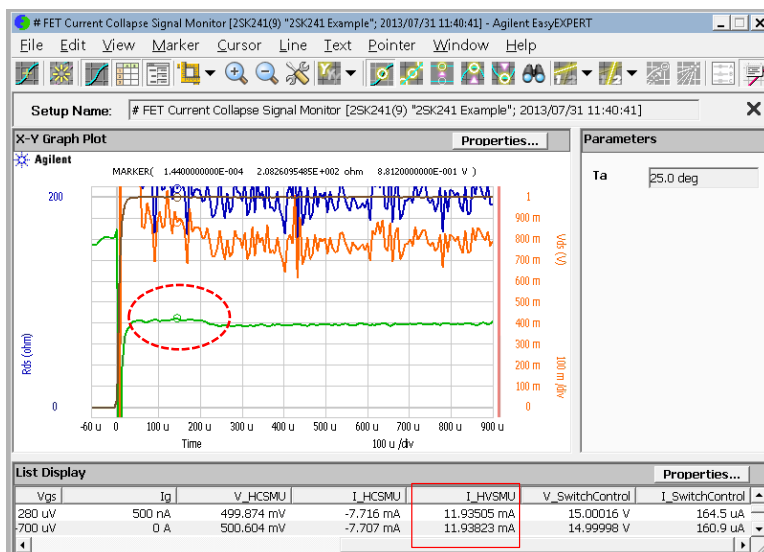 # FET Current Collapse Signal Monitor [2SK241(9) "2SK241 Example"; 2013/07/31 11:40:41] - Agilent EasyEXPERT
File Edit View Marker Cursor Line Text Pointer Window Help
Setup Name: # FET Current Collapse Signal Monitor [2SK241(9) "2SK241 Example"; 2013/07/31 11:40:41]
X-Y Graph Plot Properties... Parameters
Agilent
MARKER( 1.4400000000E-004 2.0826095485E+002 ohm 8.8120000000E-001 V )
Ta 25.0 deg
200
Rds (ohm)
0
1
900 m
800 m
700 m
600 m
500 m
400 m
300 m
200 m
100 m
0
Vds (V)
100 m /div
-60 u 0 100 u 200 u 300 u 400 u 500 u 600 u 700 u 800 u 900 u
Time 100 u /div
List Display Properties...
Vgs Ig V_HCSMU I_HCSMU I_HVSMU V_SwitchControl I_SwitchControl
280 uV 500 nA 499.874 mV -7.716 mA 11.93505 mA 15.00016 V 164.5 uA
-700 uV 0 A 500.604 mV -7.707 mA 11.93823 mA 14.99998 V 160.9 uA